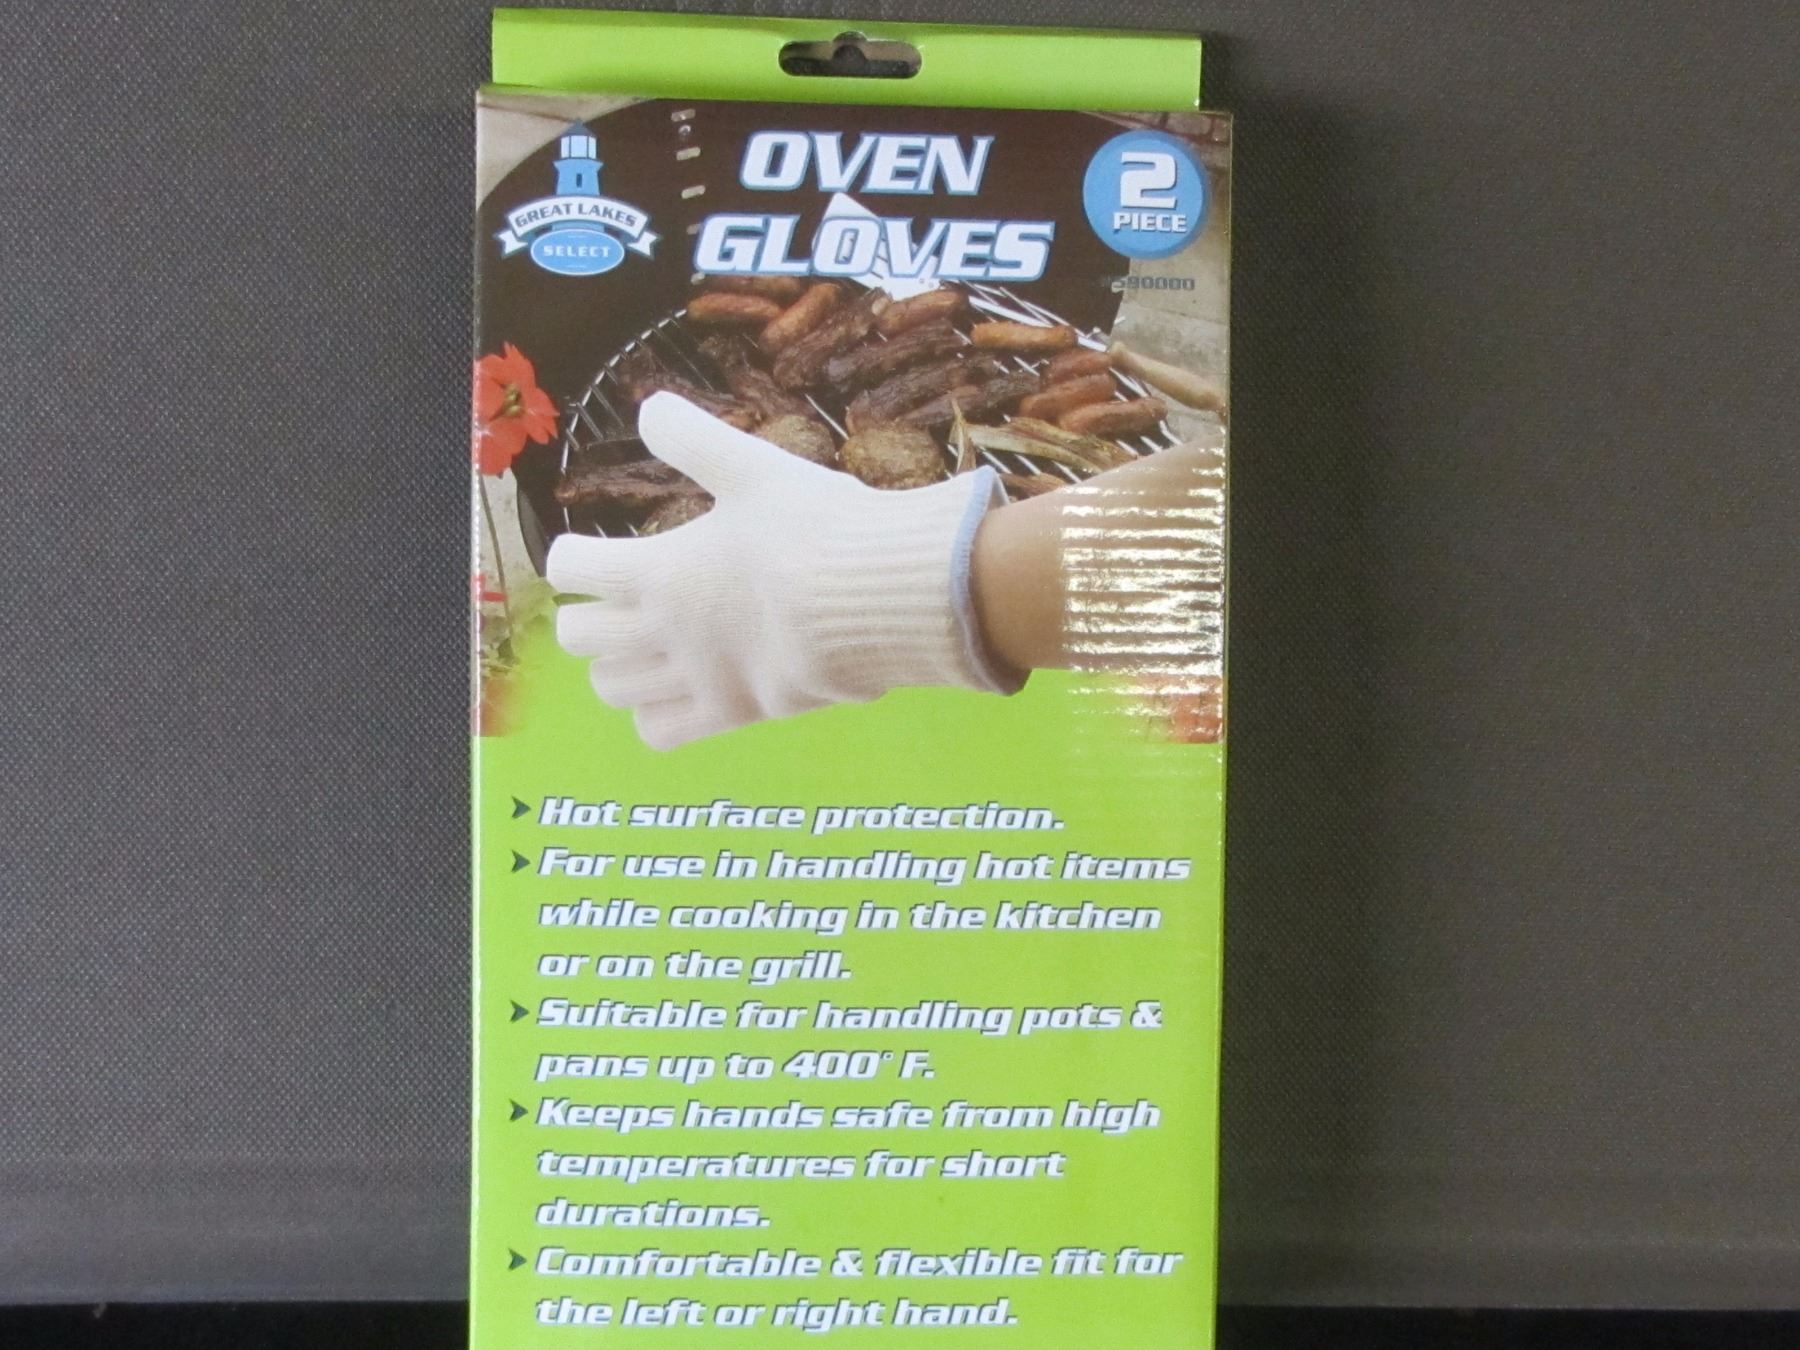 GREAT LAKES
SELECT
OVEN
GLOVES
2
PIECE
Hot surface protection.
For use in handling hot items
while cooking in the kitchen
or on the grill.
Suitable for handling pots &
pans up to 400° F.
Keeps hands safe from high
temperatures for short
durations.
Comfortable & flexible fit for
the left or right hand.